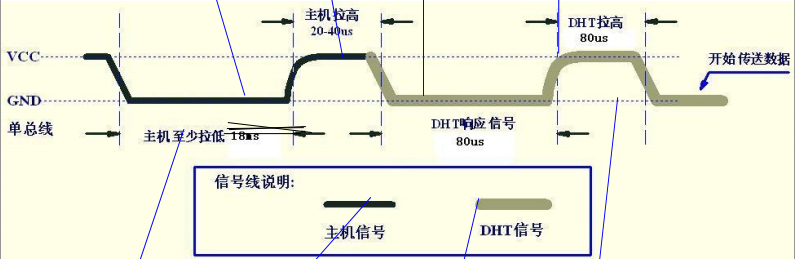 主机拉高
20-40us
DHT拉高
80us
VCC
开始传送数据
GND
单总线
主机至少拉低 18ms
DHT响应信号
80us
信号线说明:
主机信号
DHT信号